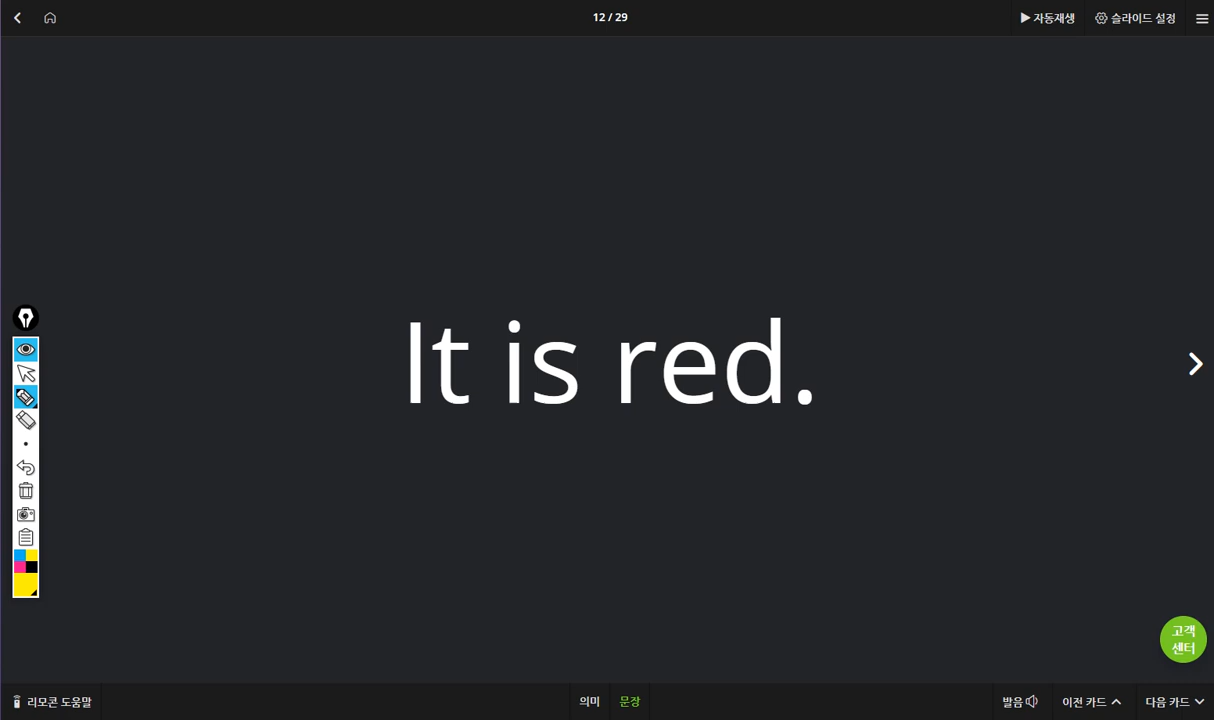 12 / 29
자동재생
슬라이드 설정
It is red.
고객
센터
리모콘 도움말
의미
문장
발음
이전 카드
다음 카드